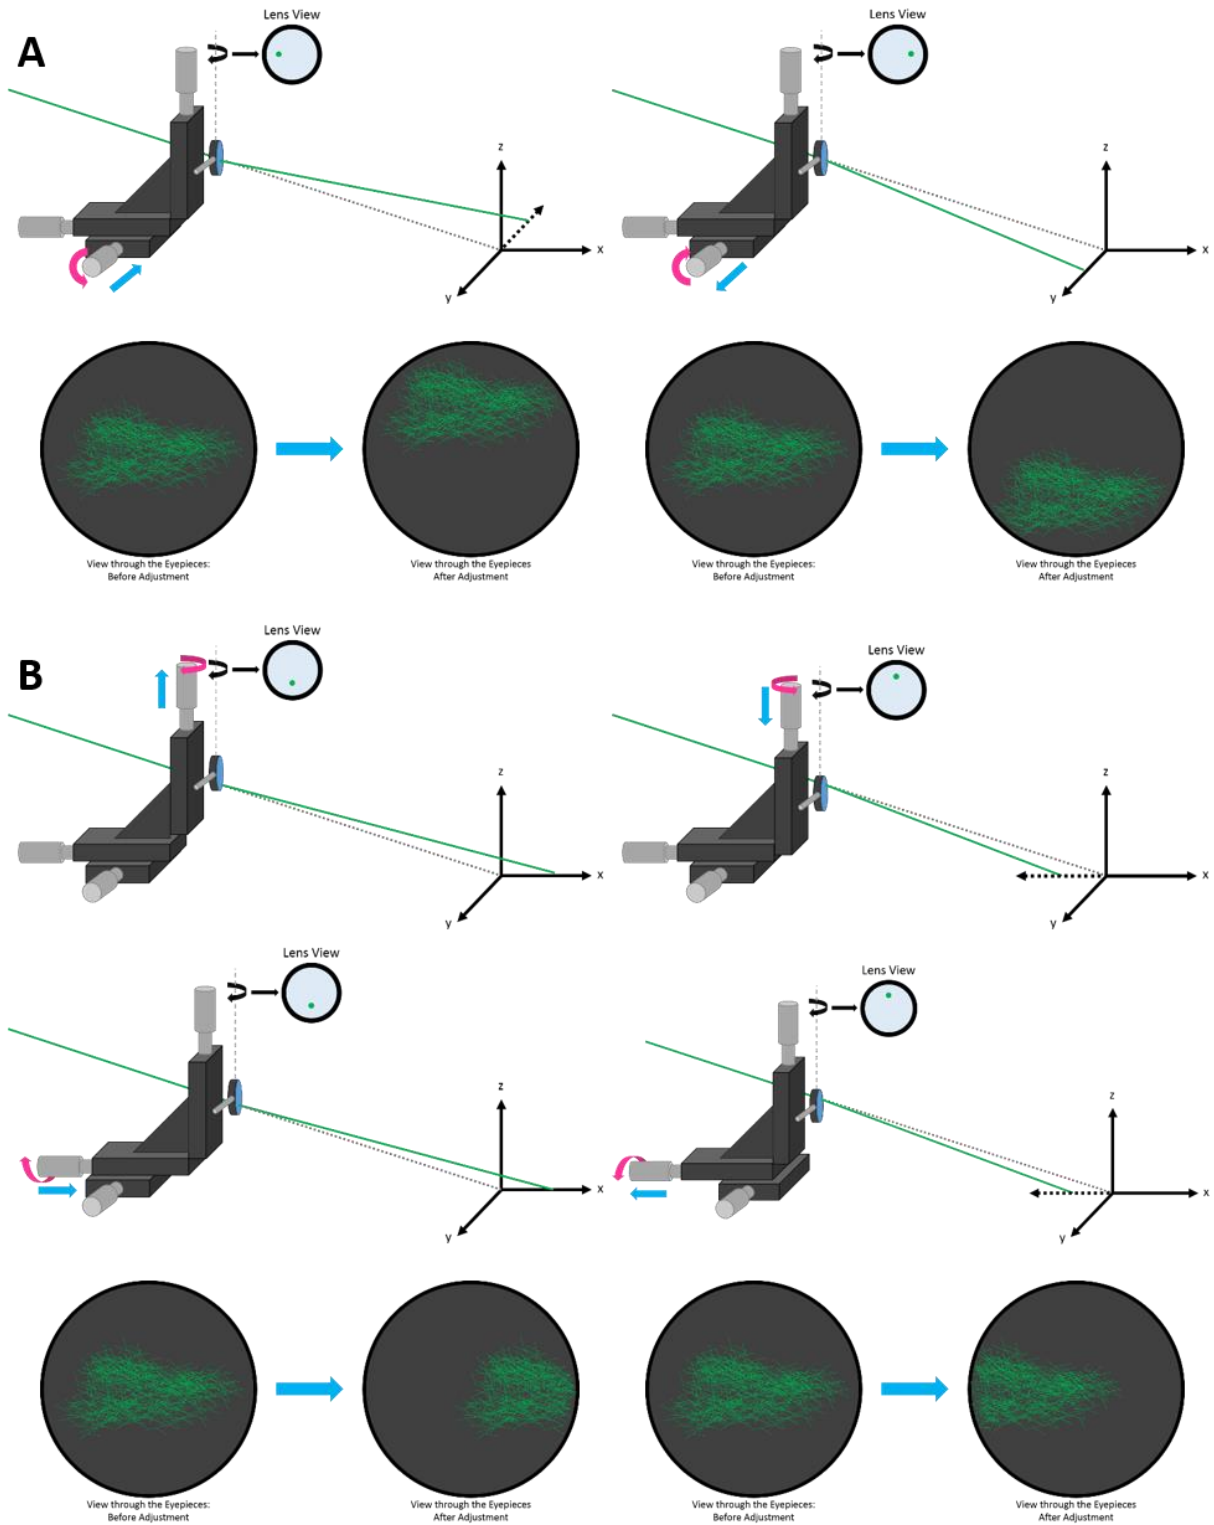 A
Lens View
Lens View
z
x
y
z
x
y
View through the Eyepieces:
Before Adjustment
View through the Eyepieces
After Adjustment
View through the Eyepieces:
Before Adjustment
View through the Eyepieces
After Adjustment
B
Lens View
Lens View
z
x
y
z
x
y
Lens View
Lens View
z
x
y
z
x
y
View through the Eyepieces:
Before Adjustment
View through the Eyepieces
After Adjustment
View through the Eyepieces:
Before Adjustment
View through the Eyepieces
After Adjustment